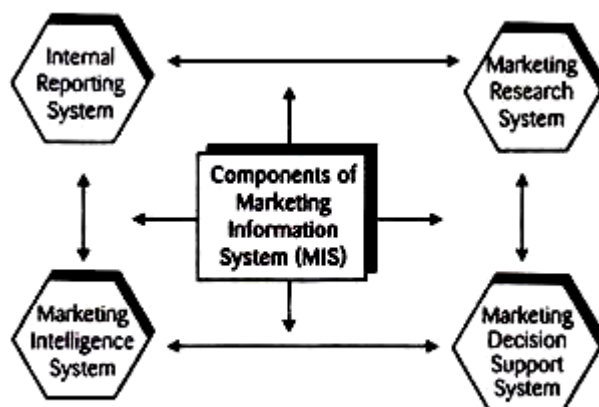 Internal
Reporting
System
Marketing
Research
System
Components of
Marketing
Information
System (MIS)
Marketing
Intelligence
System
Marketing
Decision
Support
System